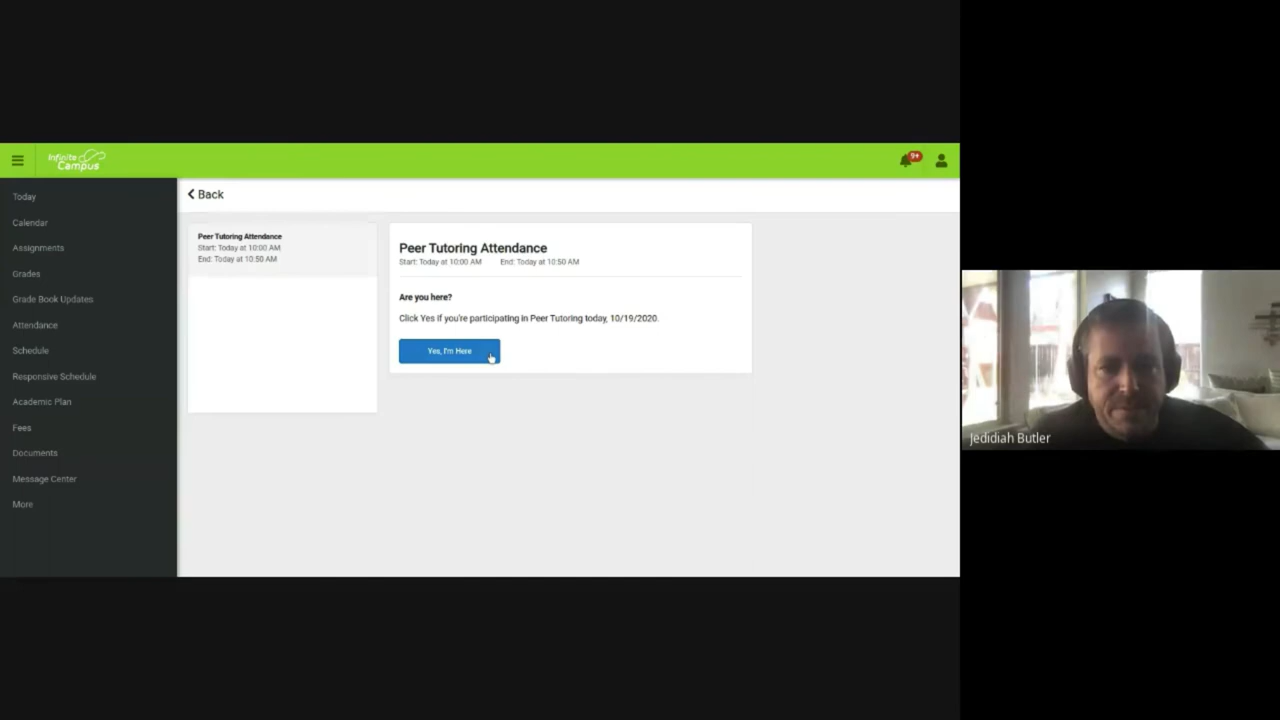 Infinite
Campus
9+
Today
Calendar
Assignments
Grades
Grade Book Updates
Attendance
Schedule
Responsive Schedule
Academic Plan
Fees
Documents
Message Center
More
Back
Peer Tutoring Attendance
Start: Today at 10:00 AM
End: Today at 10:50 AM
Peer Tutoring Attendance
Start: Today at 10:00 AM End: Today at 10:50 AM
Are you here?
Click Yes if you're participating in Peer Tutoring today, 10/19/2020.
Yes, I'm Here
Jedidiah Butler